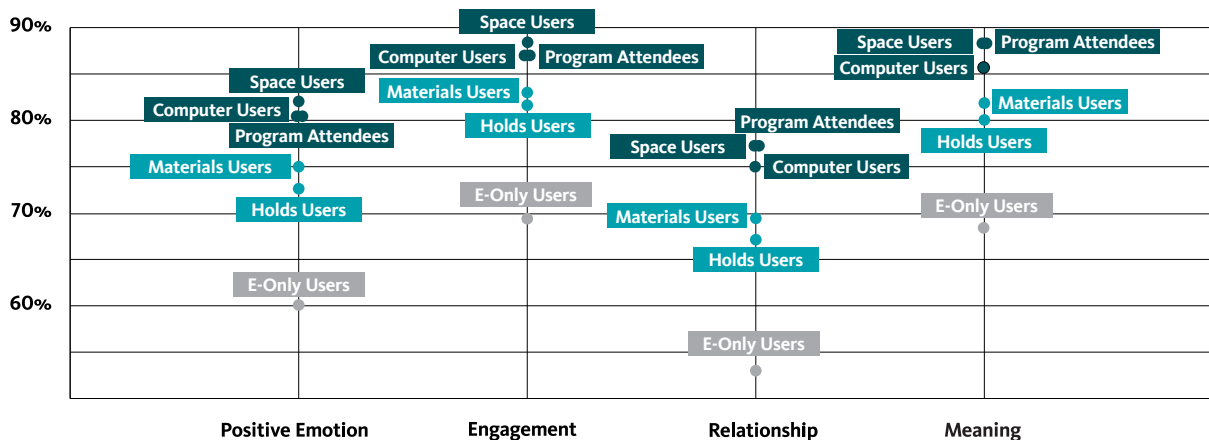 90%
Space Users
Computer Users
Program Attendees
Space Users
Program Attendees
Computer Users
Space Users
Computer Users
Program Attendees
Materials Users
Materials Users
80%
Holds Users
Program Attendees
Holds Users
Space Users
Computer Users
Materials Users
E-Only Users
E-Only Users
70%
Holds Users
Materials Users
Holds Users
E-Only Users
60%
E-Only Users
Positive Emotion
Engagement
Relationship
Meaning